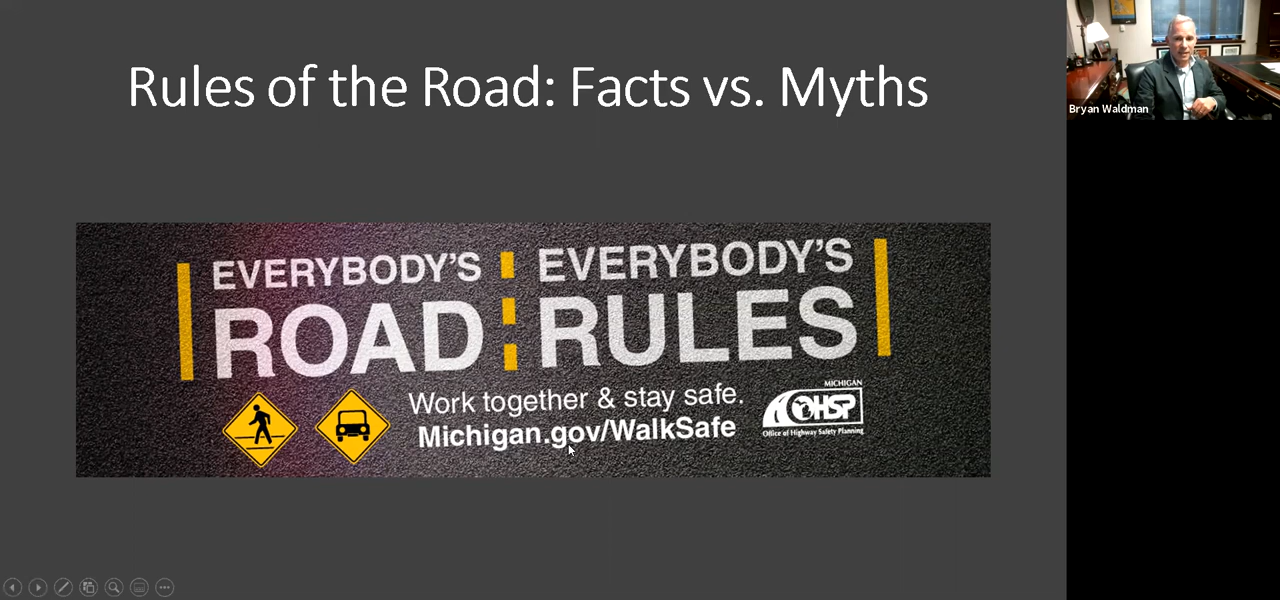 Rules of the Road: Facts vs. Myths
Bryan Waldman
EVERYBODY'S
ROAD
EVERYBODY'S
RULES
Work together & stay safe.
Michigan.gov/WalkSafe
MICHIGAN
OHSP
Office of Highway Safety Planning